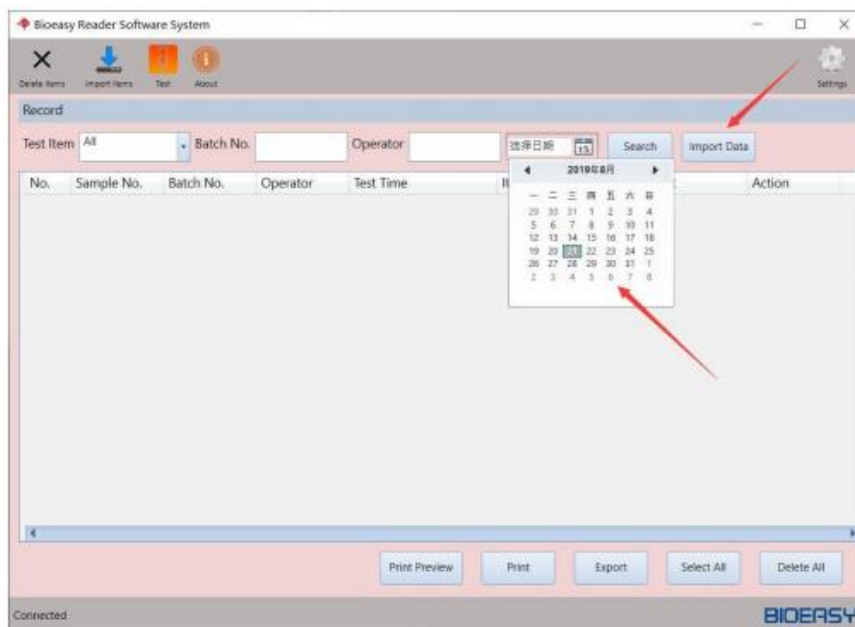 Bioeasy Reader Software System
Delete Items Import Items Test About Settings
Record
Test Item All Batch No. Operator 选择日期 15 Search Import Data
2019年8月
No. Sample No. Batch No. Operator Test Time Action
一 二 三 四 五 六 日
29 30 31 1 2 3 4
5 6 7 8 9 10 11
12 13 14 15 16 17 18
19 20 21 22 23 24 25
26 27 28 29 30 31 1
2 3 4 5 6 7 8
Print Preview Print Export Select All Delete All
Connected BIOEASY